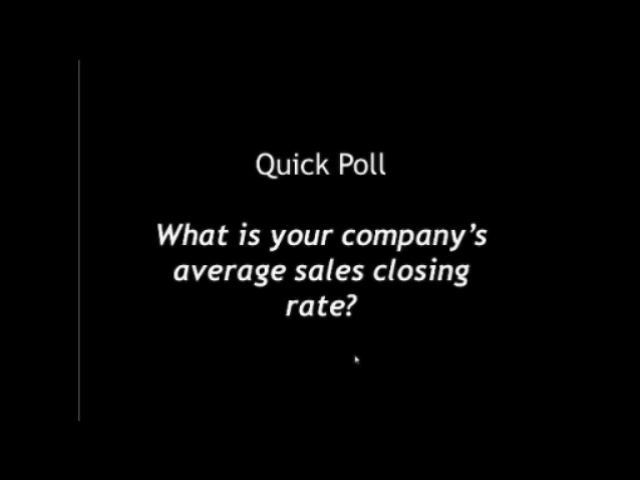 Quick Poll
What is your company's
average sales closing
rate?